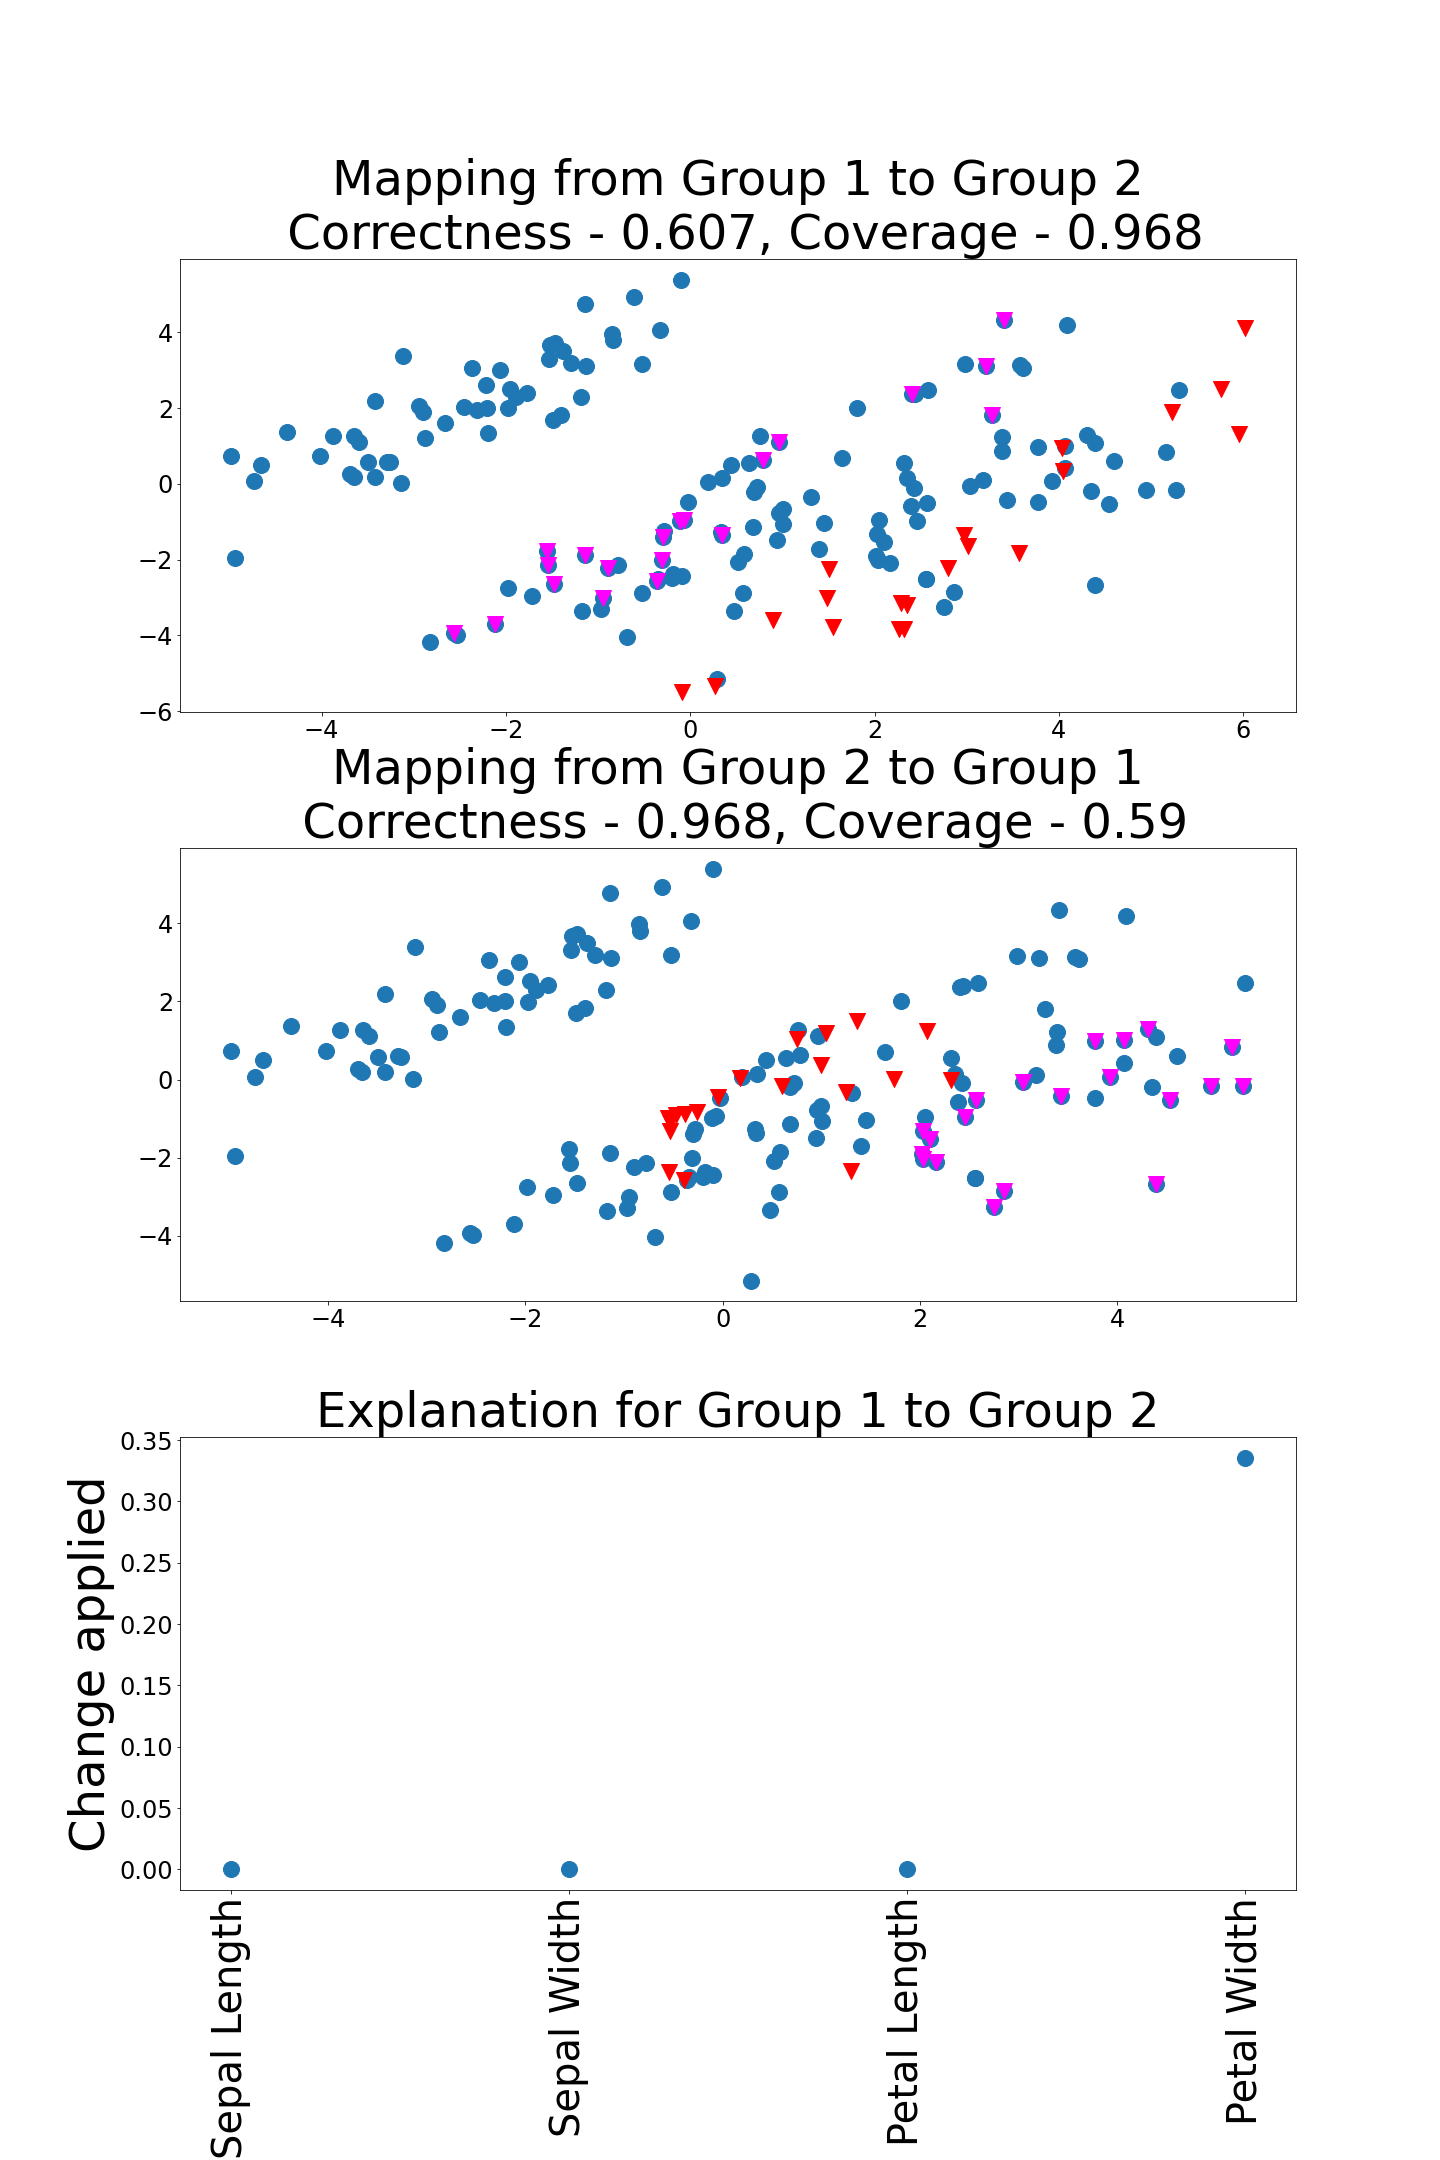 Mapping from Group 1 to Group 2
Correctness - 0.607, Coverage - 0.968
4
2
0
−2
−4
−6
−4 −2 0 2 4 6
Mapping from Group 2 to Group 1
Correctness - 0.968, Coverage - 0.59
4
2
0
−2
−4
−4 −2 0 2 4
Explanation for Group 1 to Group 2
Change applied
0.35
0.30
0.25
0.20
0.15
0.10
0.05
0.00
Sepal Length
Sepal Width
Petal Length
Petal Width